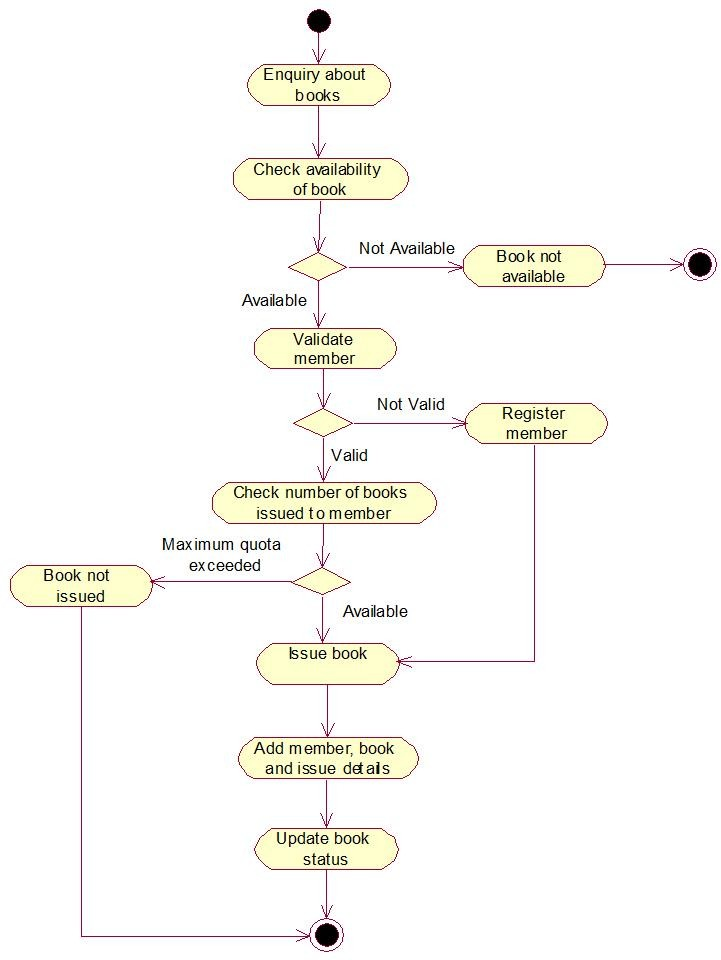 Enquiry about
books
Check availability
of book
Not Available
Book not
available
Available
Validate
member
Not Valid
Register
member
Valid
Check number of books
issued to member
Maximum quota
exceeded
Book not
issued
Available
Issue book
Add member, book
and issue details
Update book
status